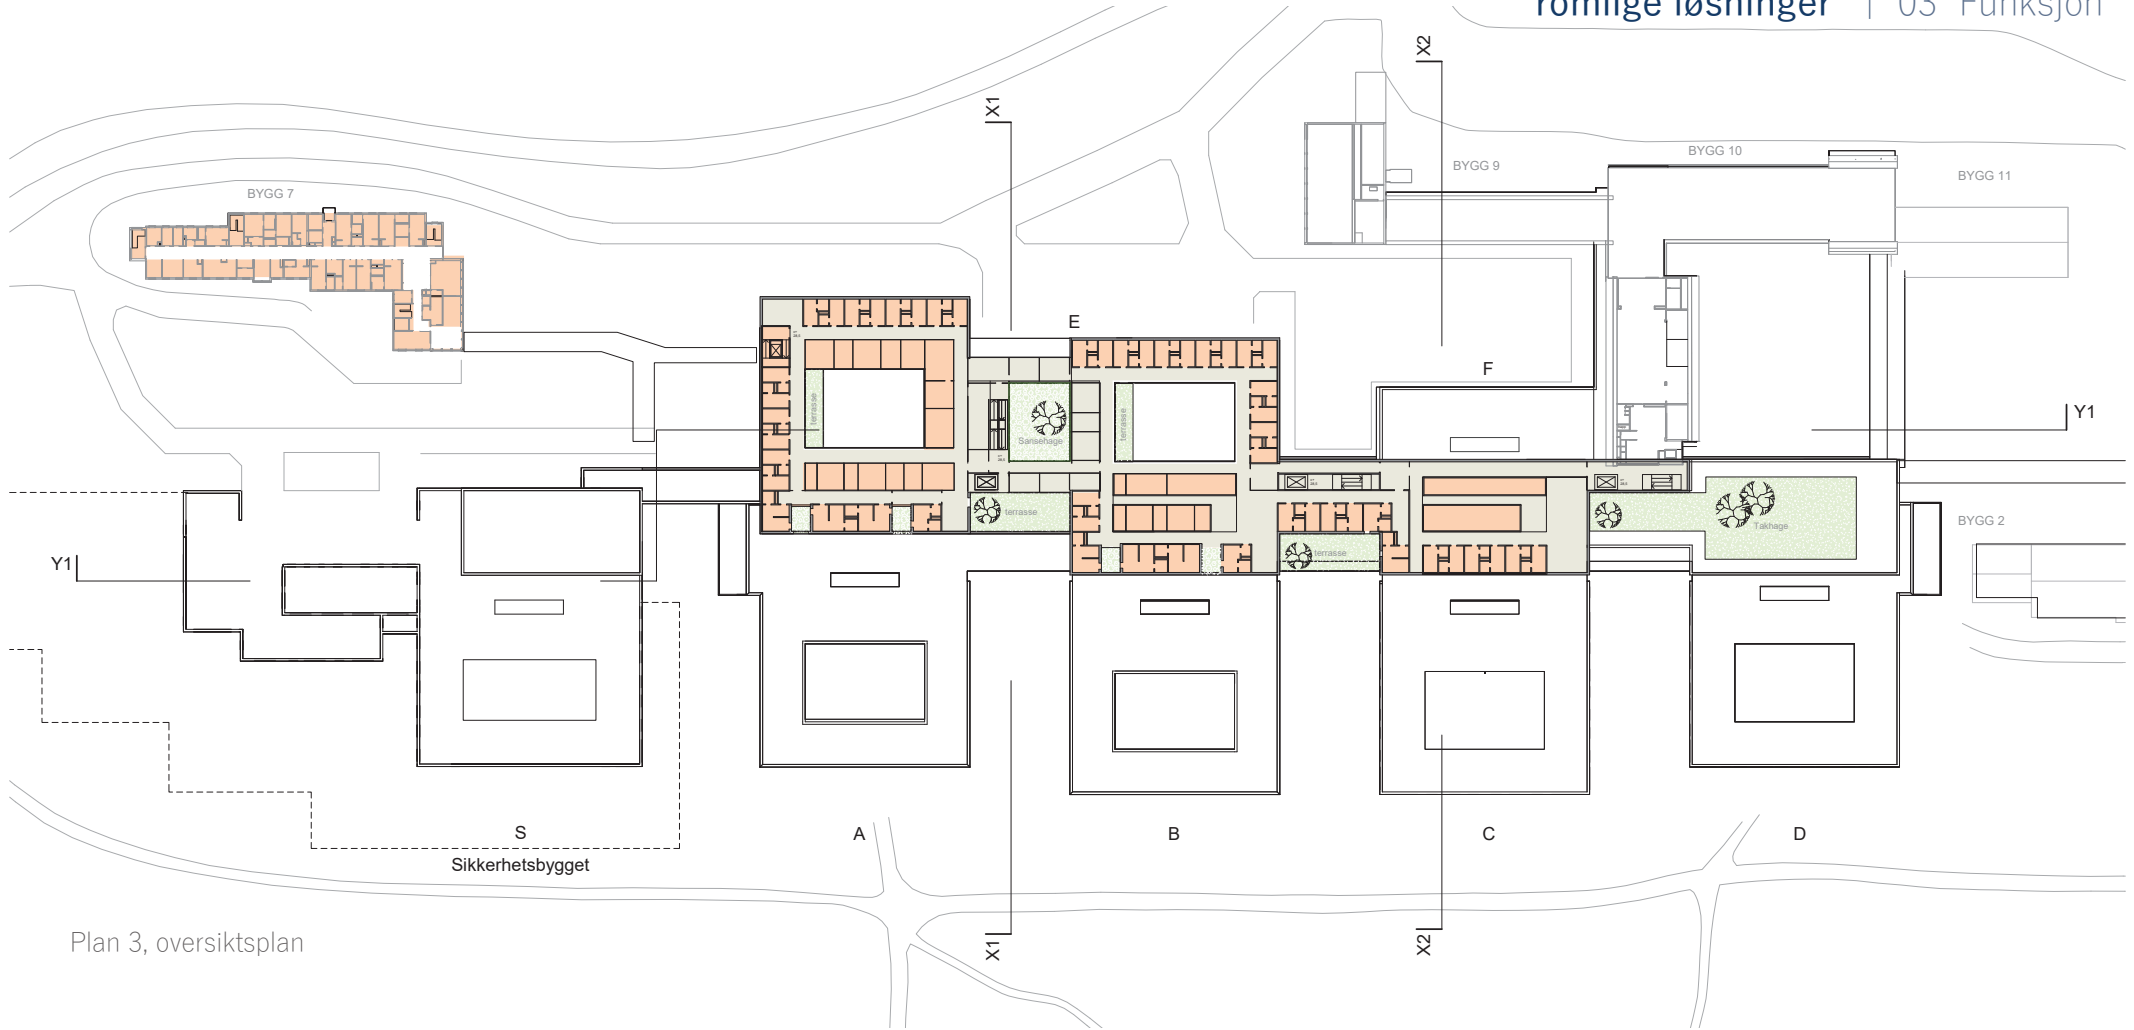 romlige løsninger | 03 Funksjon
X2
X1
BYGG 10
BYGG 9
BYGG 11
BYGG 7
E
F
terrasse
terrasse
Sansehage
Y1
terrasse
BYGG 2
Takhage
terrasse
Y1
S
A
B
C
D
Sikkerhetsbygget
Plan 3, oversiktsplan
X1
X2